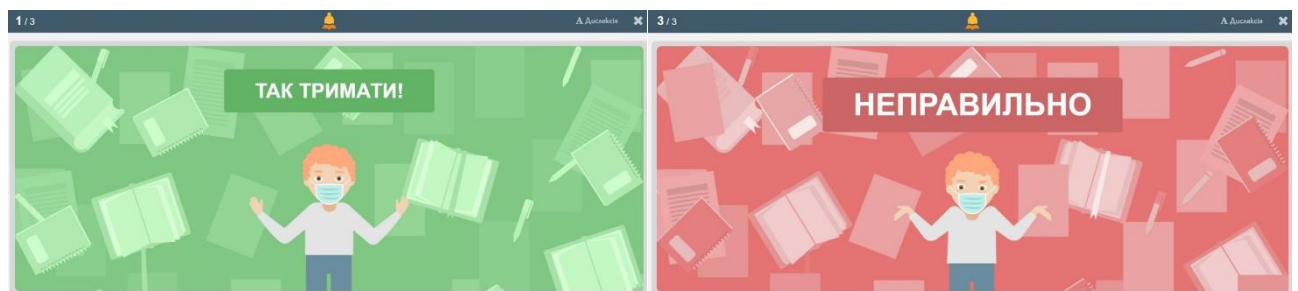 1 / 3
А Дислексія
ТАК ТРИМАТИ!
3 / 3
А Дислексія
НЕПРАВИЛЬНО